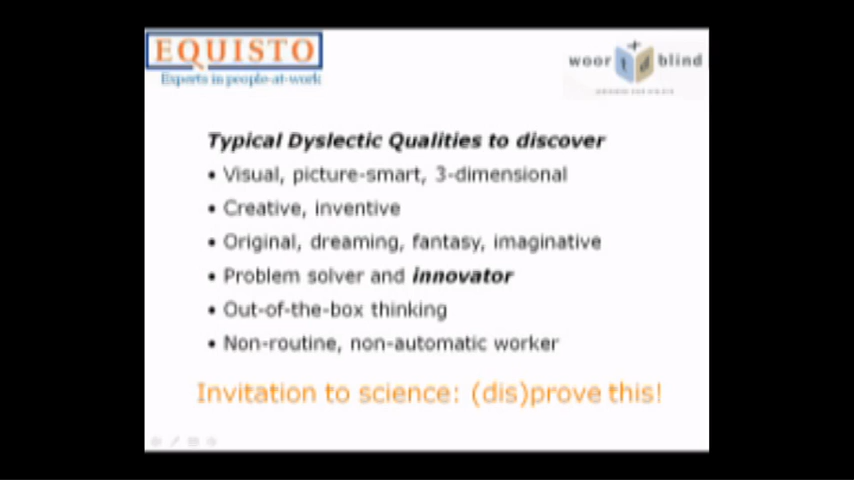 EQUISTO
Experts in people-at-work
woor td blind
Typical Dyslectic Qualities to discover
• Visual, picture-smart, 3-dimensional
• Creative, inventive
• Original, dreaming, fantasy, imaginative
• Problem solver and innovator
• Out-of-the-box thinking
• Non-routine, non-automatic worker
Invitation to science: (dis)prove this!